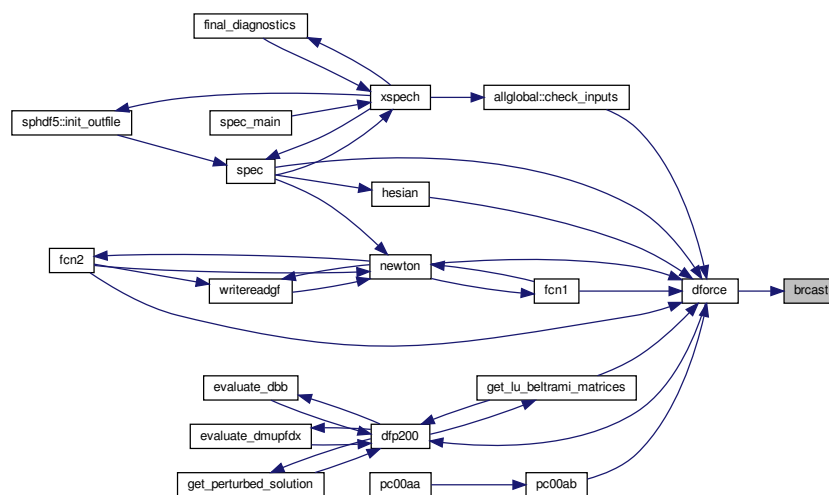 final_diagnostics
xspech
allglobal::check_inputs
sphdf5::init_outfile
spec_main
spec
hesian
fcn2
newton
writereadgf
fcn1
dforce
brcast
evaluate_dbb
get_lu_beltrami_matrices
evaluate_dmupfdx
dfp200
get_perturbed_solution
pc00aa
pc00ab